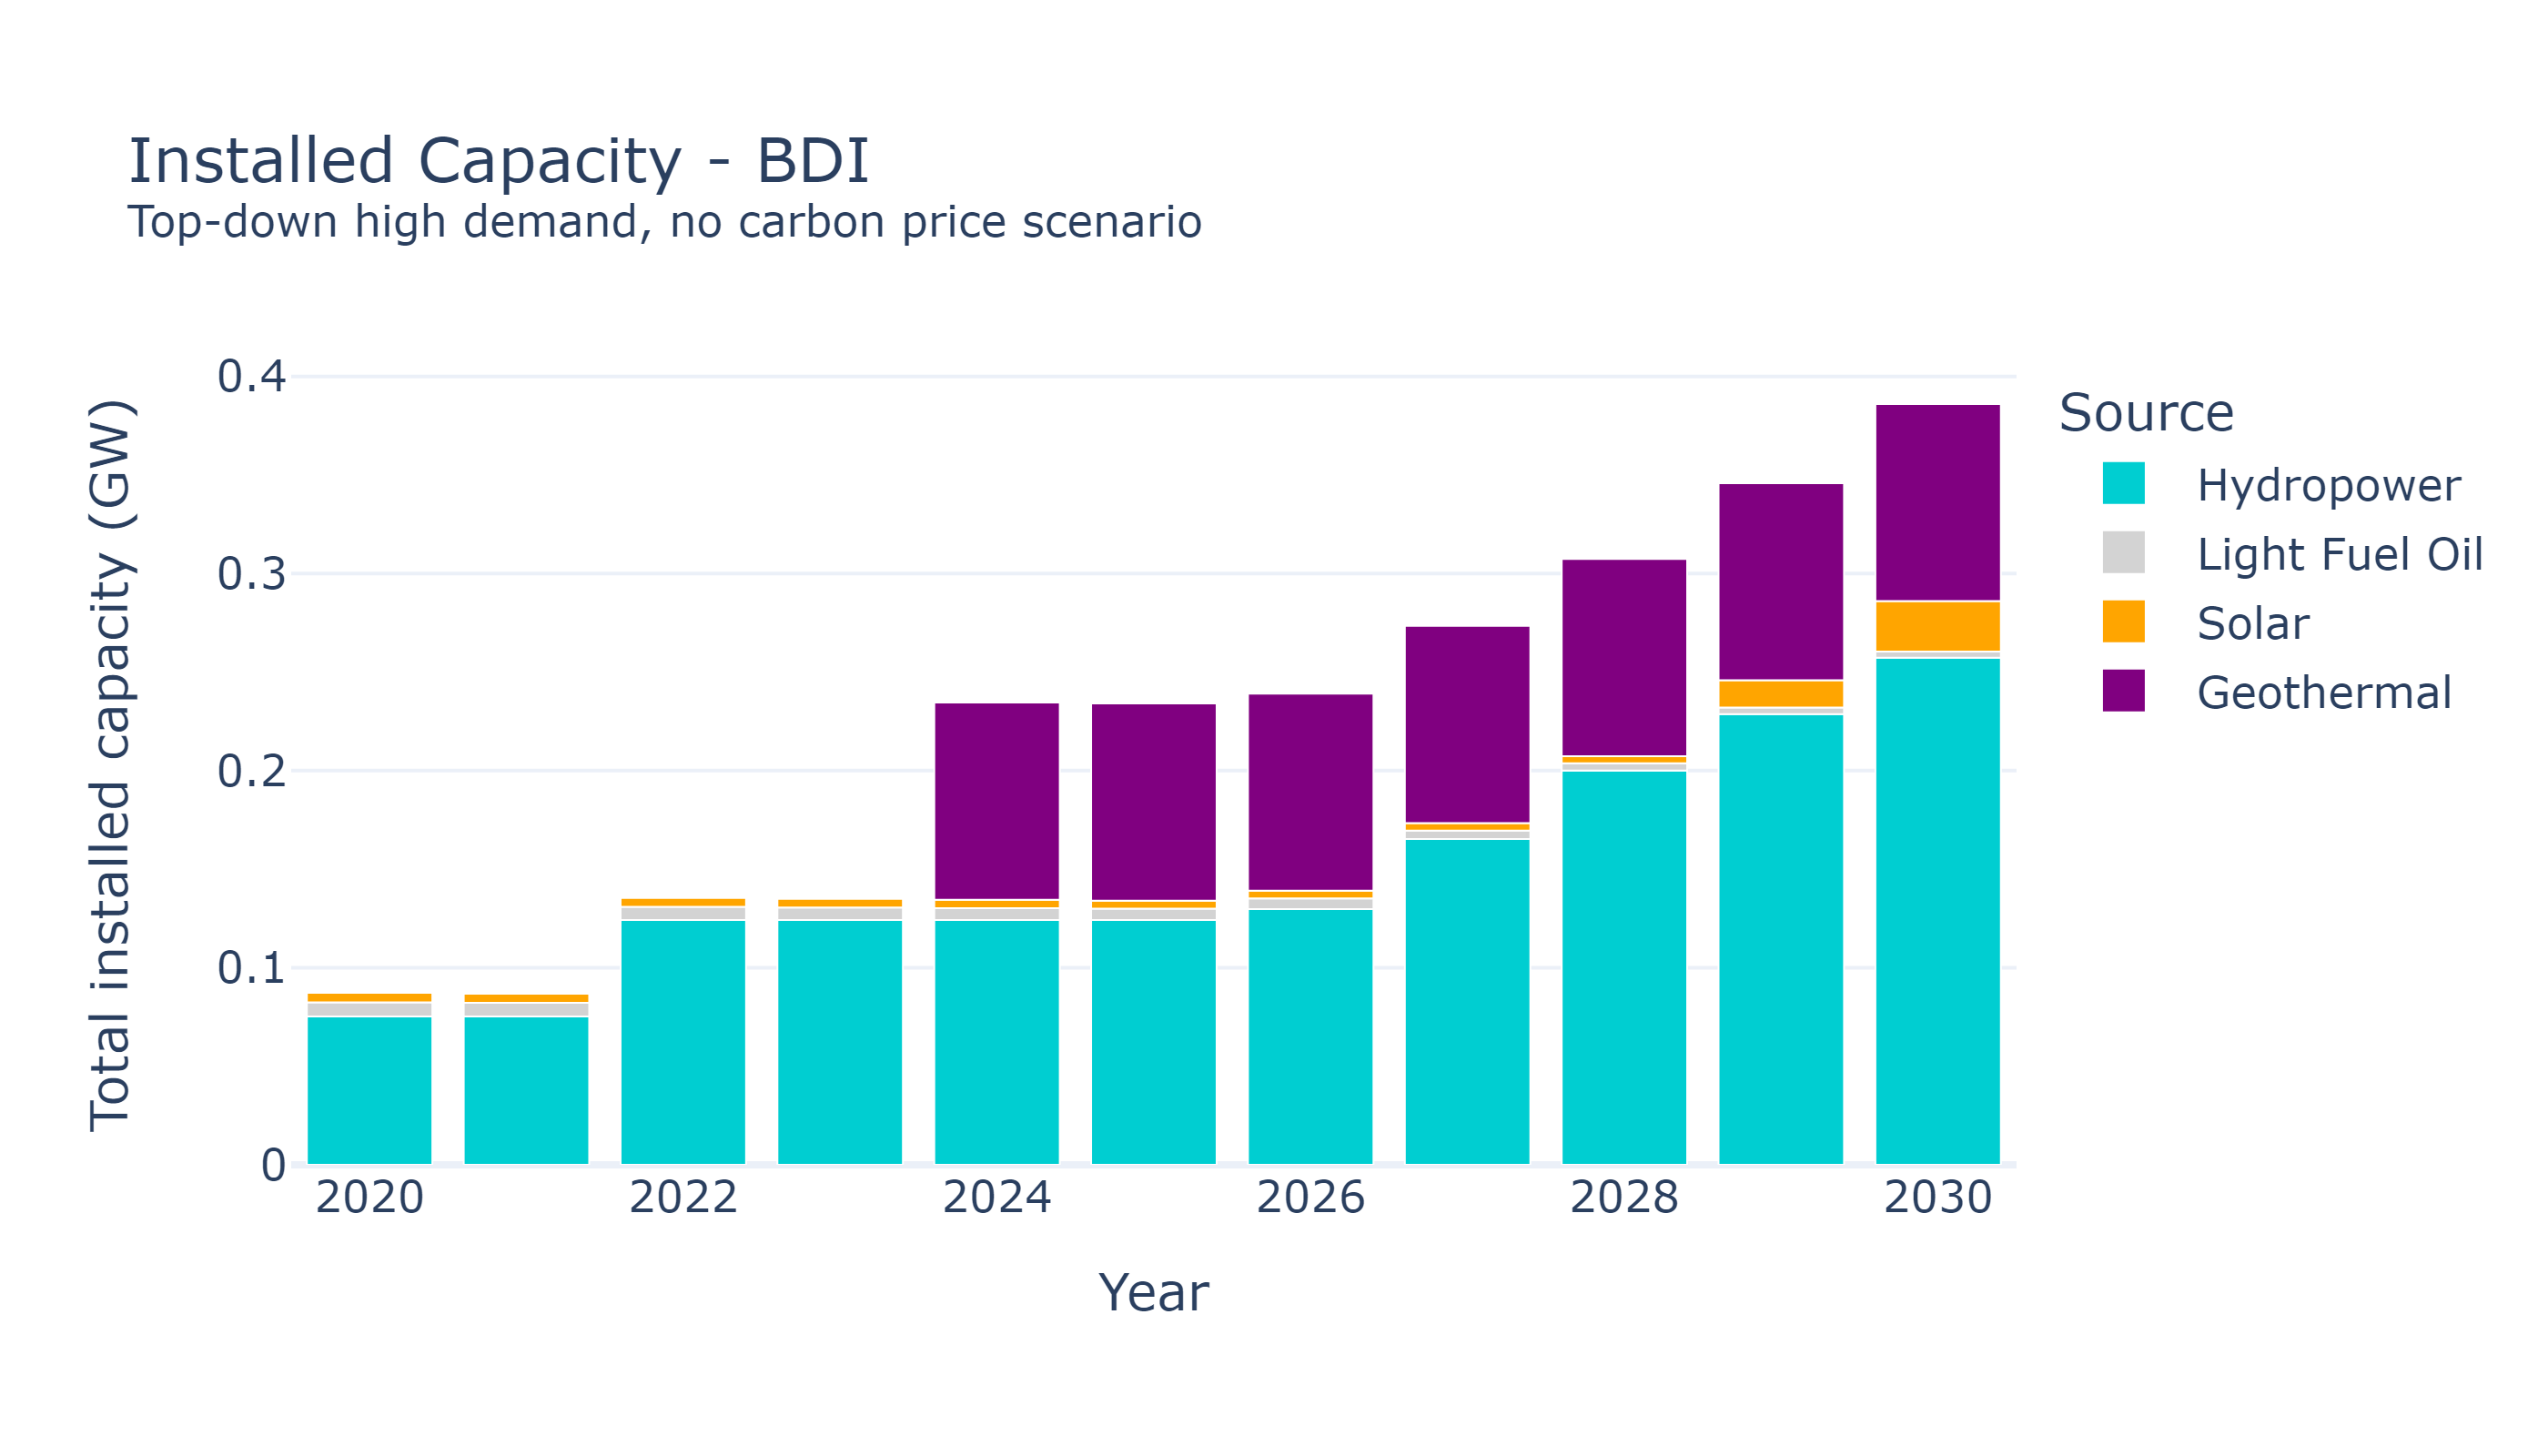 Installed Capacity - BDI
Top-down high demand, no carbon price scenario
Total installed capacity (GW)
0.4
0.3
0.2
0.1
0
2020
2022
2024
2026
2028
2030
Year
Source
Hydropower
Light Fuel Oil
Solar
Geothermal